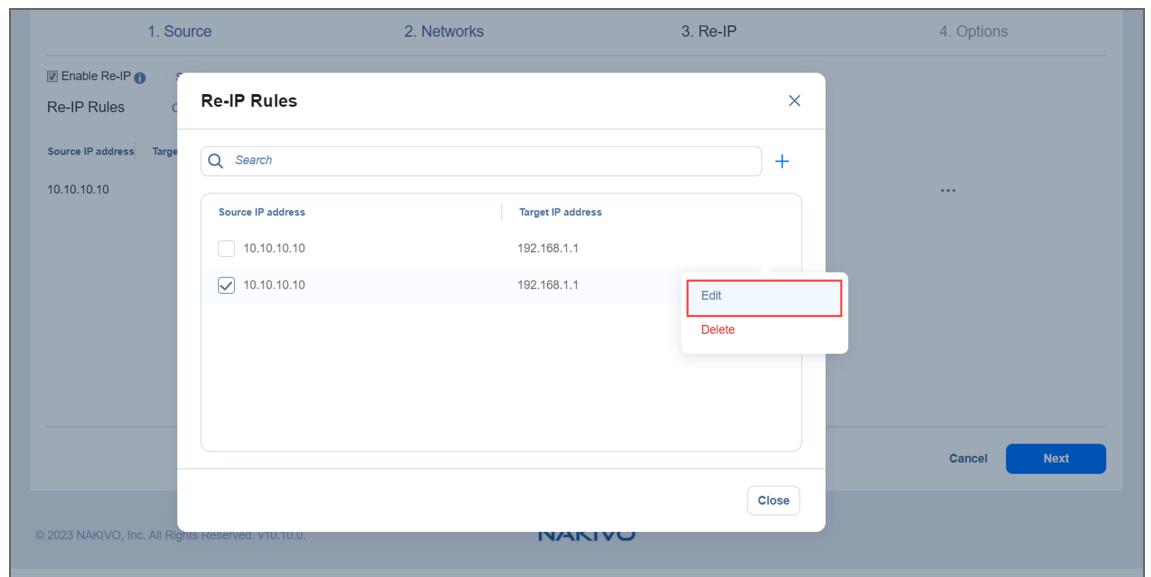 1. Source 2. Networks 3. Re-IP 4. Options
Enable Re-IP
Re-IP Rules
Re-IP Rules
Source IP address
Search
Source IP address Target IP address
10.10.10.10
10.10.10.10 192.168.1.1
...
10.10.10.10 192.168.1.1
Edit
Delete
Cancel Next
Close
© 2023 NAKIVO, Inc. All Rights Reserved. v10.10.0.
NAKIVO